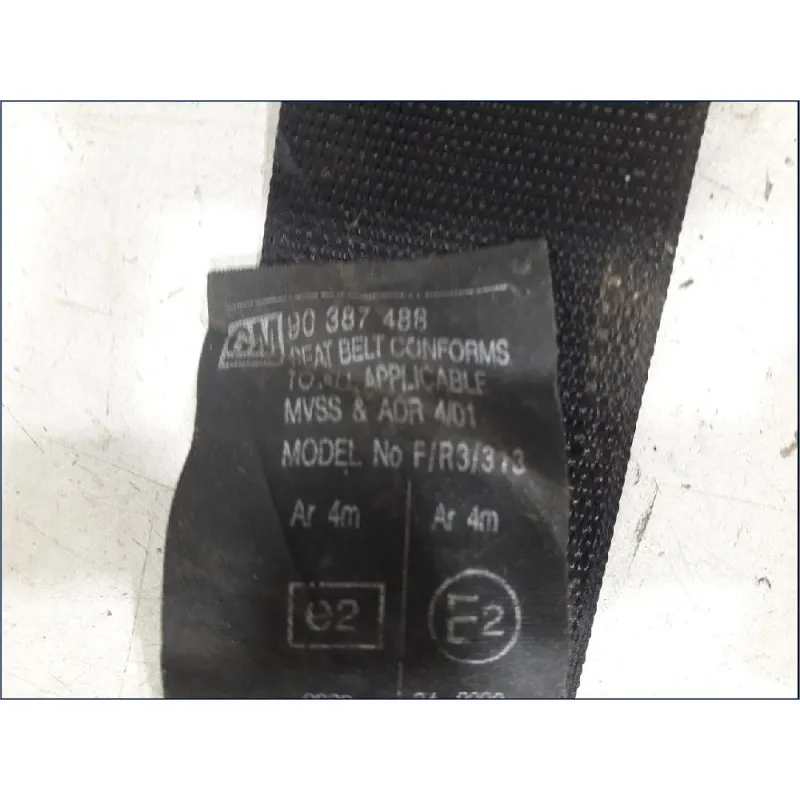 GM 90 387 488
SEAT BELT CONFORMS
TO ALL APPLICABLE
MVSS & ADR 4/01
MODEL No F/R3/313
Ar 4m Ar 4m
e2 E2